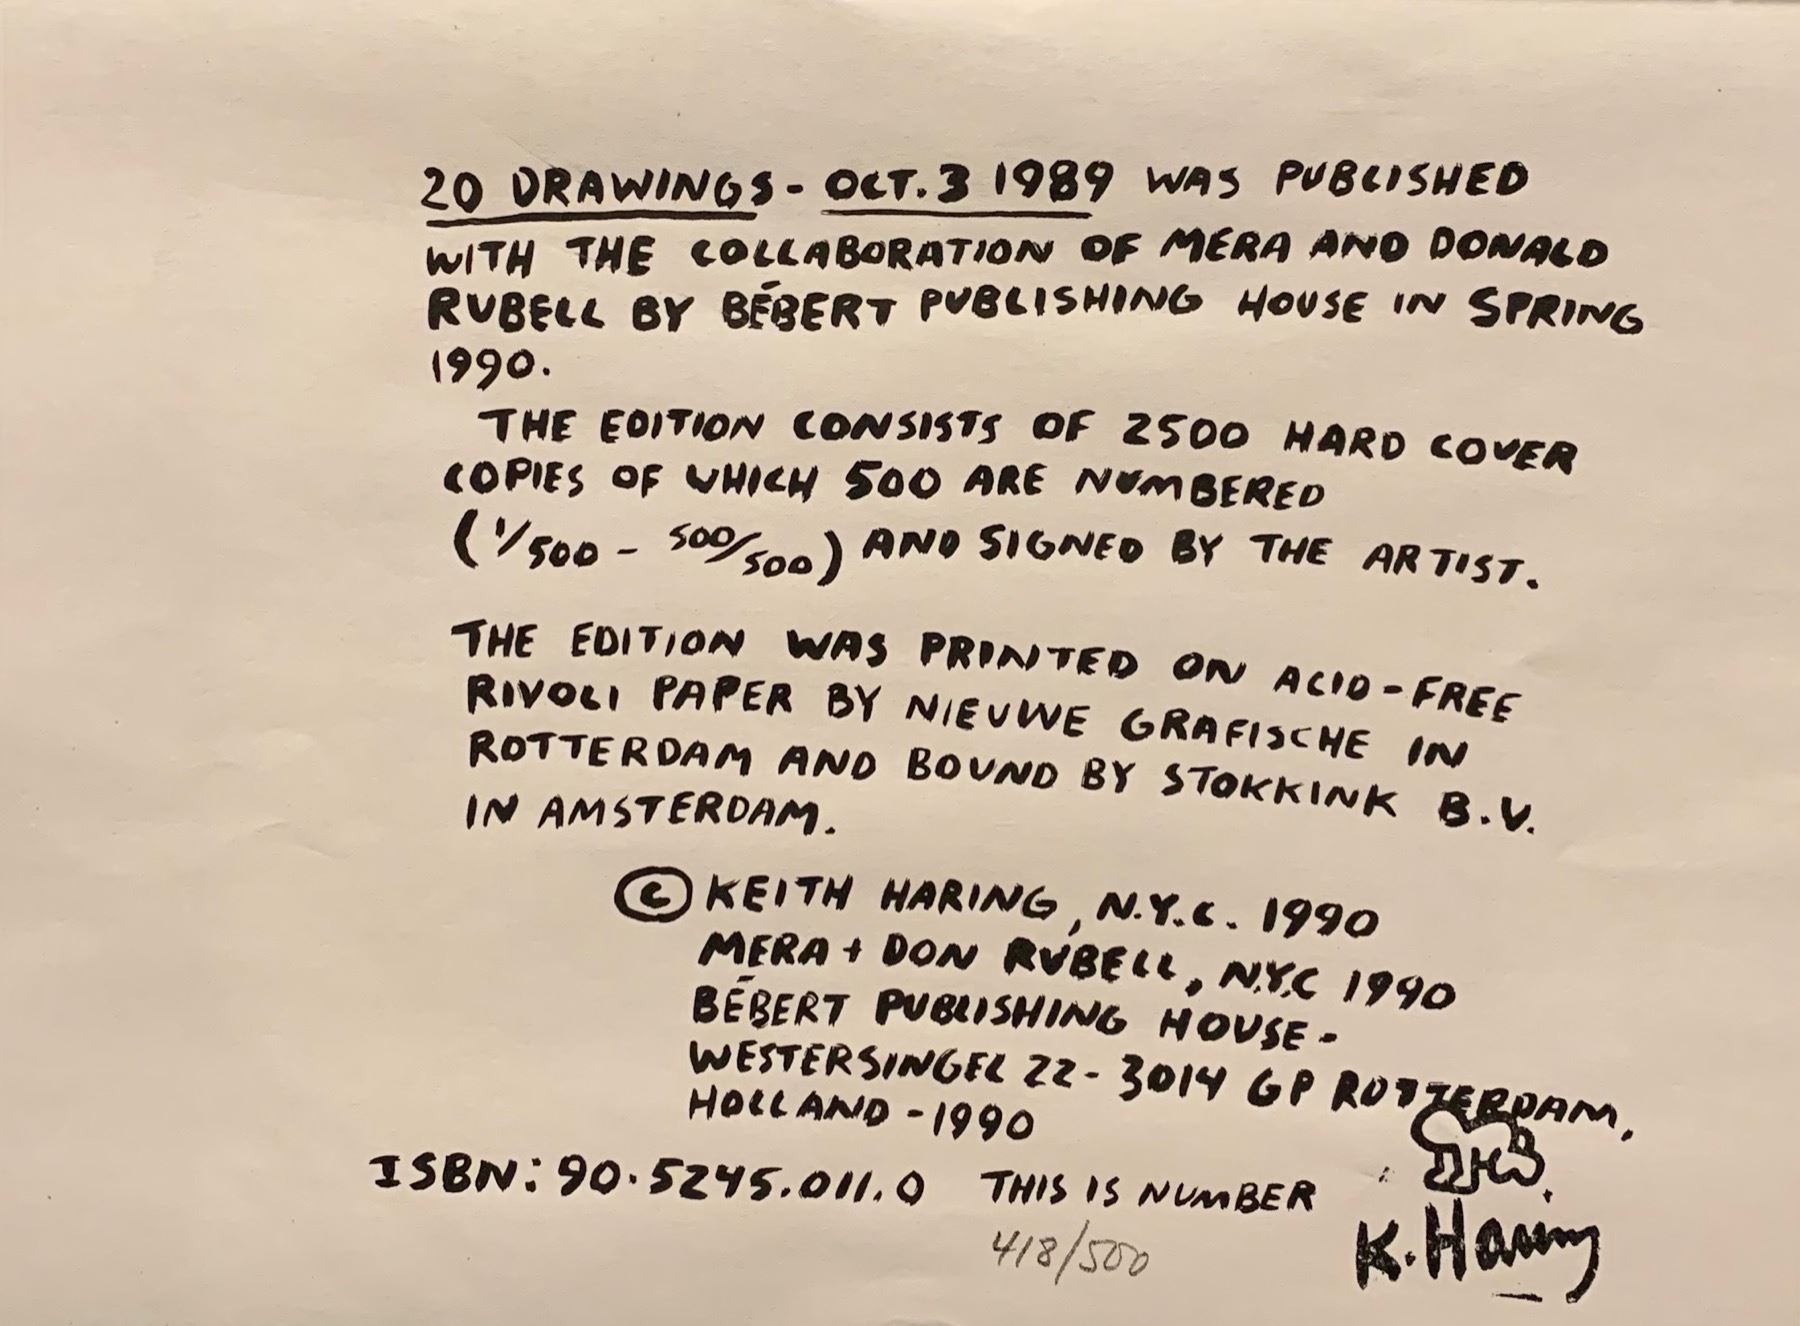 20 DRAWINGS - OCT. 3 1989 WAS PUBLISHED
WITH THE COLLABORATION OF MERA AND DONALD
RUBELL BY BÉBERT PUBLISHING HOUSE IN SPRING
1990.
THE EDITION CONSISTS OF 2500 HARD COVER
COPIES OF WHICH 500 ARE NUMBERED
(1/500 - 500/500) AND SIGNED BY THE ARTIST.
THE EDITION WAS PRINTED ON ACID-FREE
RIVOLI PAPER BY NIEUWE GRAFISCHE IN
ROTTERDAM AND BOUND BY STOKKINK B.V.
IN AMSTERDAM.
© KEITH HARING, N.Y.C. 1990
MERA + DON RUBELL, N.Y.C 1990
BÉBERT PUBLISHING HOUSE -
WESTERSINGEL 22 - 3014 GP ROTTERDAM,
HOLLAND - 1990
ISBN: 90.5245.011.0 THIS IS NUMBER
418/500
K. Haring